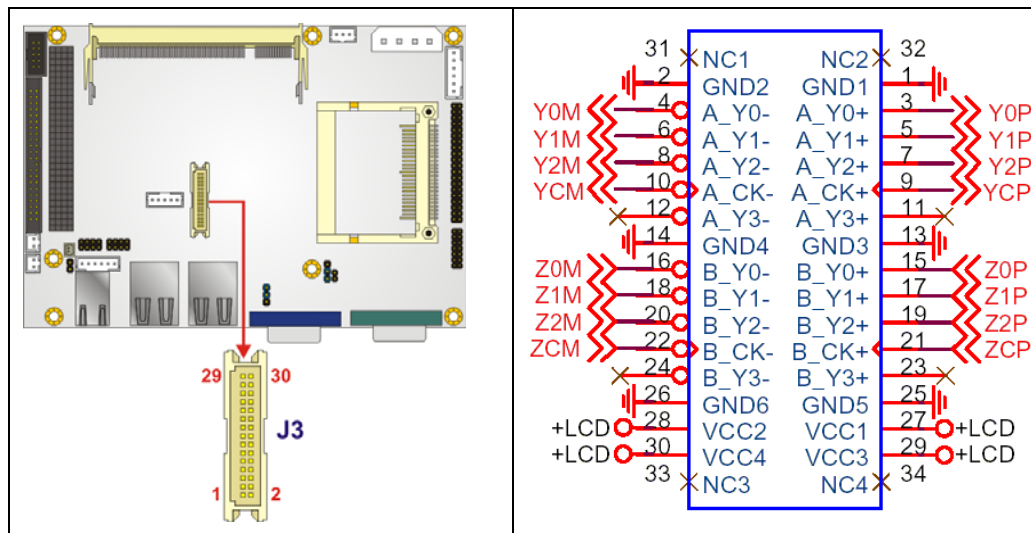 29 30
J3
1 2
31 NC1 NC2 32
2 GND2 GND1 1
Y0M 4 A_Y0- A_Y0+ 3 Y0P
Y1M 6 A_Y1- A_Y1+ 5 Y1P
Y2M 8 A_Y2- A_Y2+ 7 Y2P
YCM 10 A_CK- A_CK+ 9 YCP
12 A_Y3- A_Y3+ 11
14 GND4 GND3 13
Z0M 16 B_Y0- B_Y0+ 15 Z0P
Z1M 18 B_Y1- B_Y1+ 17 Z1P
Z2M 20 B_Y2- B_Y2+ 19 Z2P
ZCM 22 B_CK- B_CK+ 21 ZCP
24 B_Y3- B_Y3+ 23
26 GND6 GND5 25
+LCD 28 VCC2 VCC1 27 +LCD
+LCD 30 VCC4 VCC3 29 +LCD
33 NC3 NC4 34